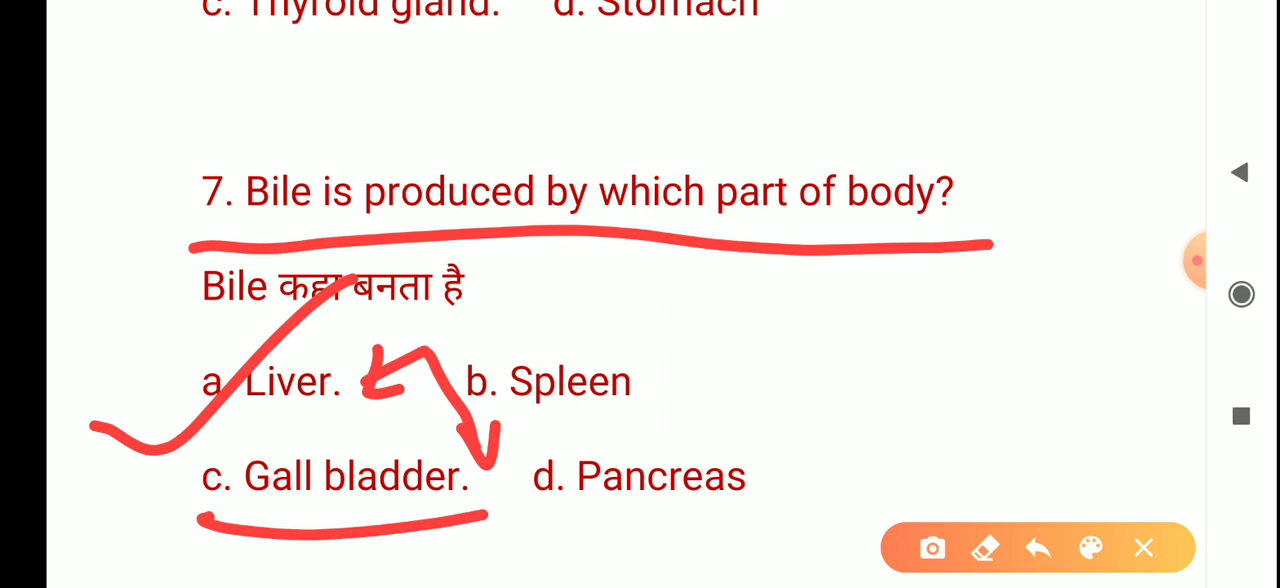 c. Thyroid gland. d. Stomach
7. Bile is produced by which part of body?
Bile कहा बनता है
a. Liver. b. Spleen
c. Gall bladder. d. Pancreas